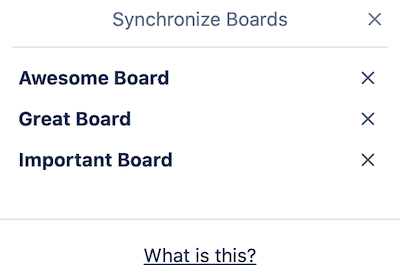 Synchronize Boards
Awesome Board
Great Board
Important Board
What is this?